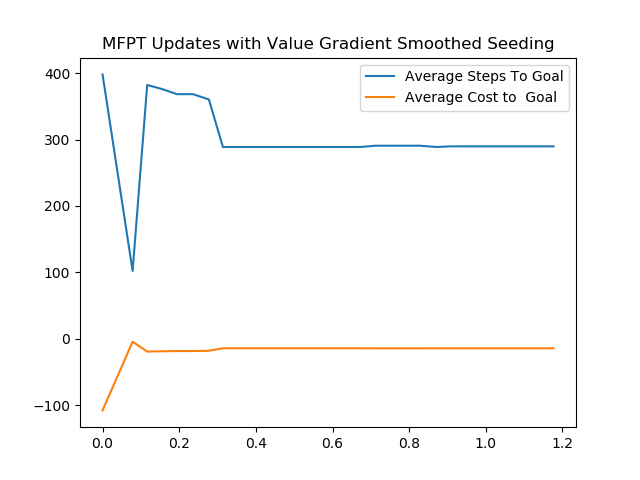 MFPT Updates with Value Gradient Smoothed Seeding
Average Steps To Goal
Average Cost to  Goal
400
300
200
100
0
−100
0.0 0.2 0.4 0.6 0.8 1.0 1.2